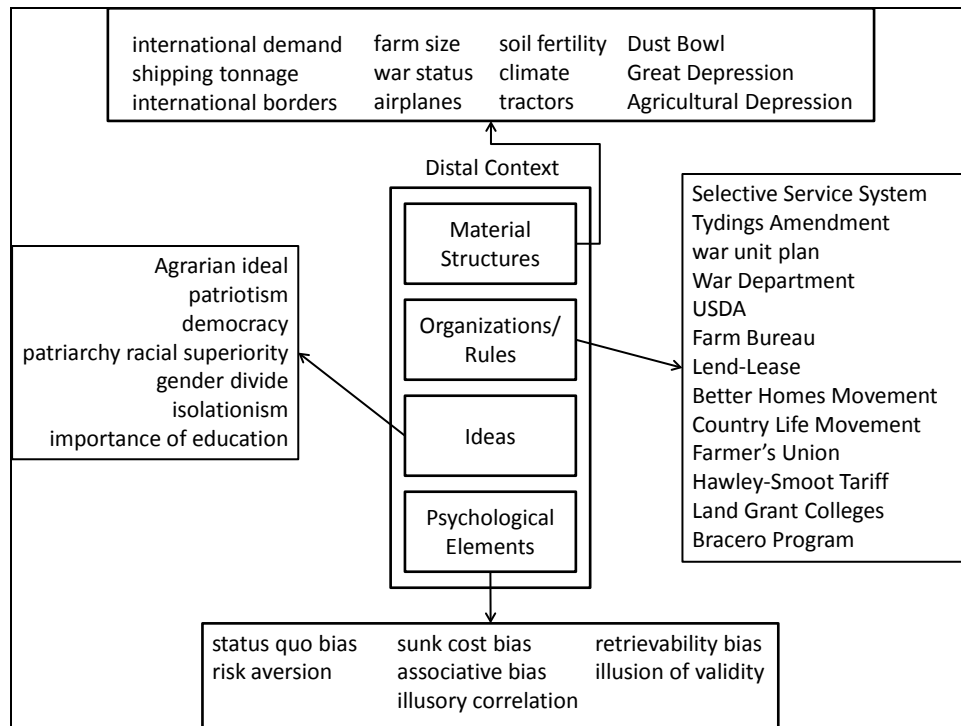 international demand farm size soil fertility Dust Bowl
shipping tonnage war status climate Great Depression
international borders airplanes tractors Agricultural Depression
Distal Context
Material
Structures
Organizations/
Rules
Ideas
Psychological
Elements
Agrarian ideal
patriotism
democracy
patriarchy racial superiority
gender divide
isolationism
importance of education
Selective Service System
Tydings Amendment
war unit plan
War Department
USDA
Farm Bureau
Lend-Lease
Better Homes Movement
Country Life Movement
Farmer's Union
Hawley-Smoot Tariff
Land Grant Colleges
Bracero Program
status quo bias sunk cost bias retrievability bias
risk aversion associative bias illusion of validity
illusory correlation